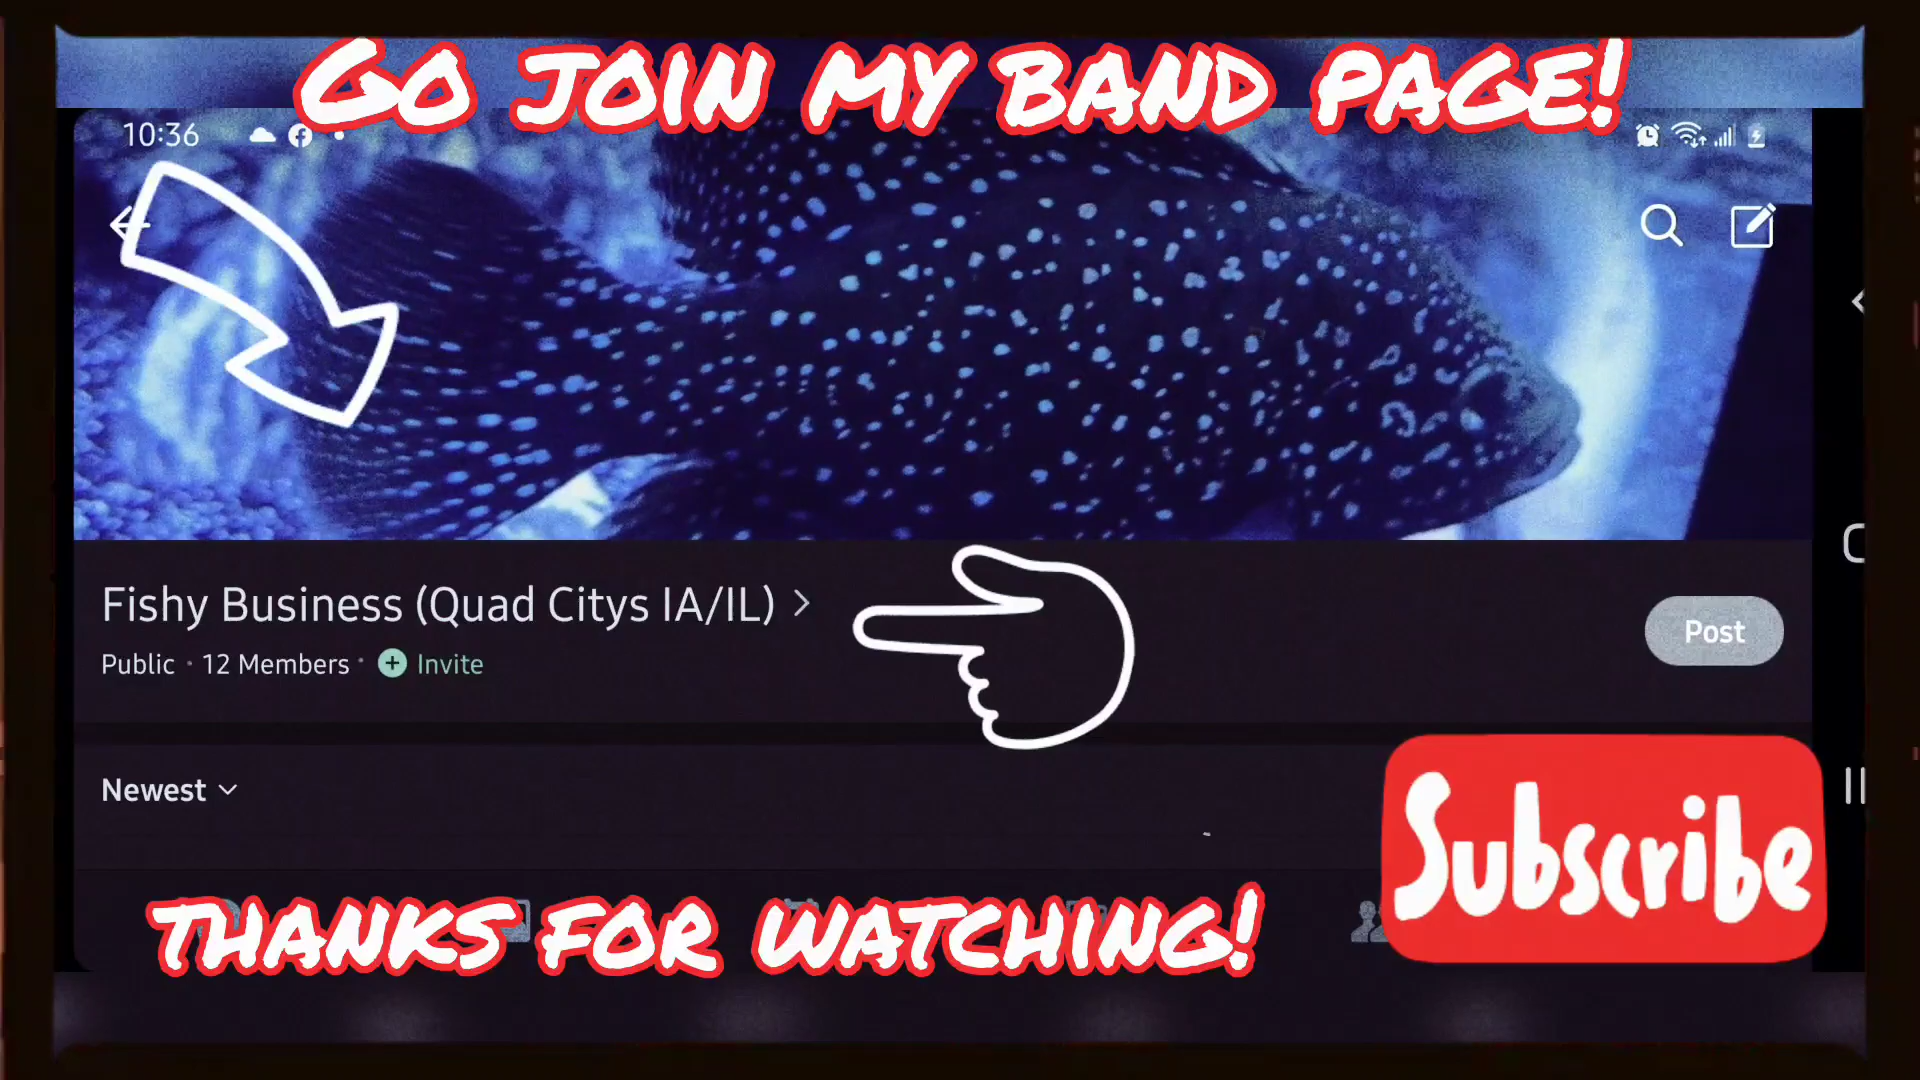 Go join my band page!
10:36
Fishy Business (Quad Citys IA/IL) >
Public · 12 Members · + Invite
Post
Newest
Subscribe
Thanks for watching!